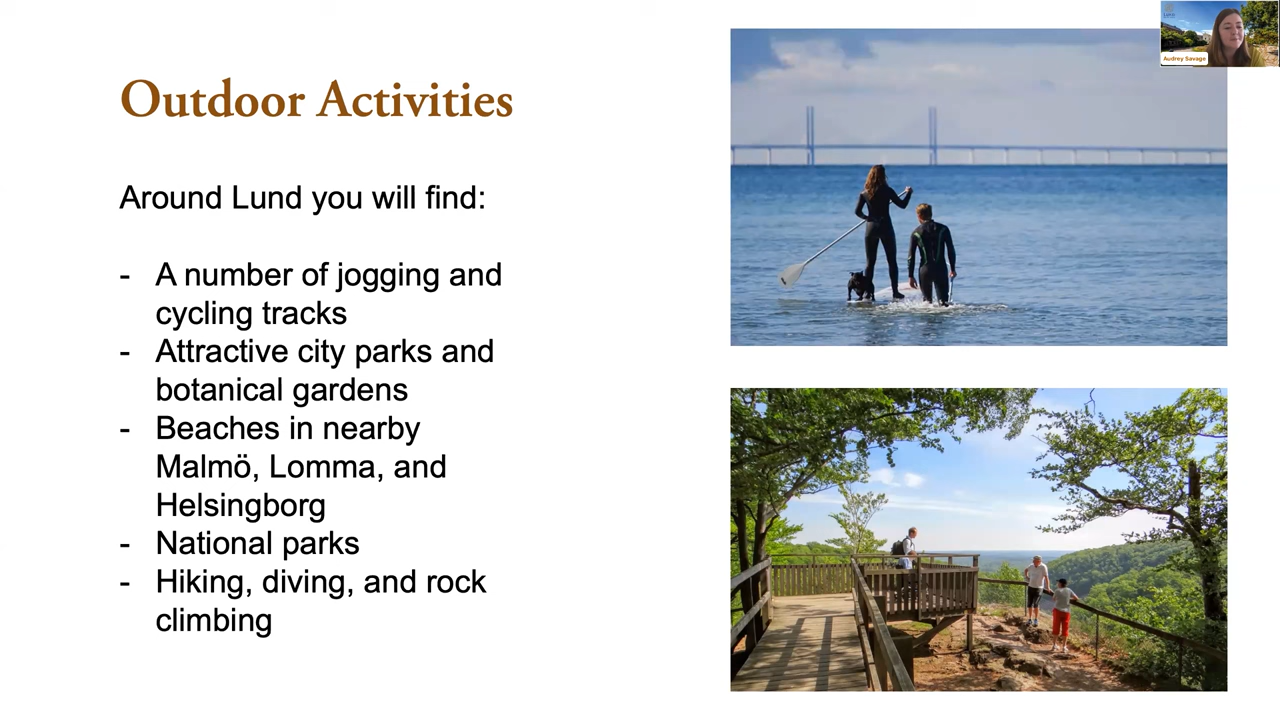 Outdoor Activities
Around Lund you will find:
- A number of jogging and
cycling tracks
- Attractive city parks and
botanical gardens
- Beaches in nearby
Malmö, Lomma, and
Helsingborg
- National parks
- Hiking, diving, and rock
climbing
Audrey Savage